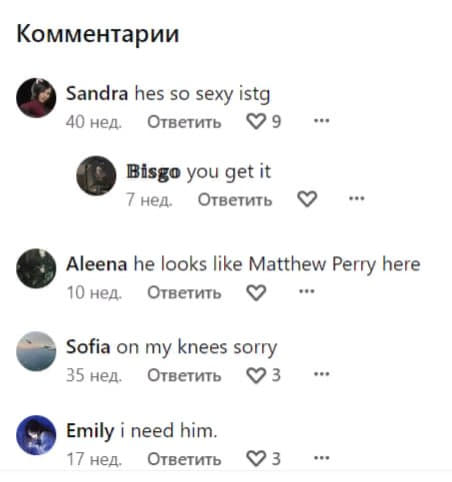 Комментарии
Sandra hes so sexy istg
40 нед. Ответить 9 ...
Bisgo you get it
7 нед. Ответить ...
Aleena he looks like Matthew Perry here
10 нед. Ответить ...
Sofia on my knees sorry
35 нед. Ответить 3 ...
Emily i need him.
17 нед. Ответить 3 ...